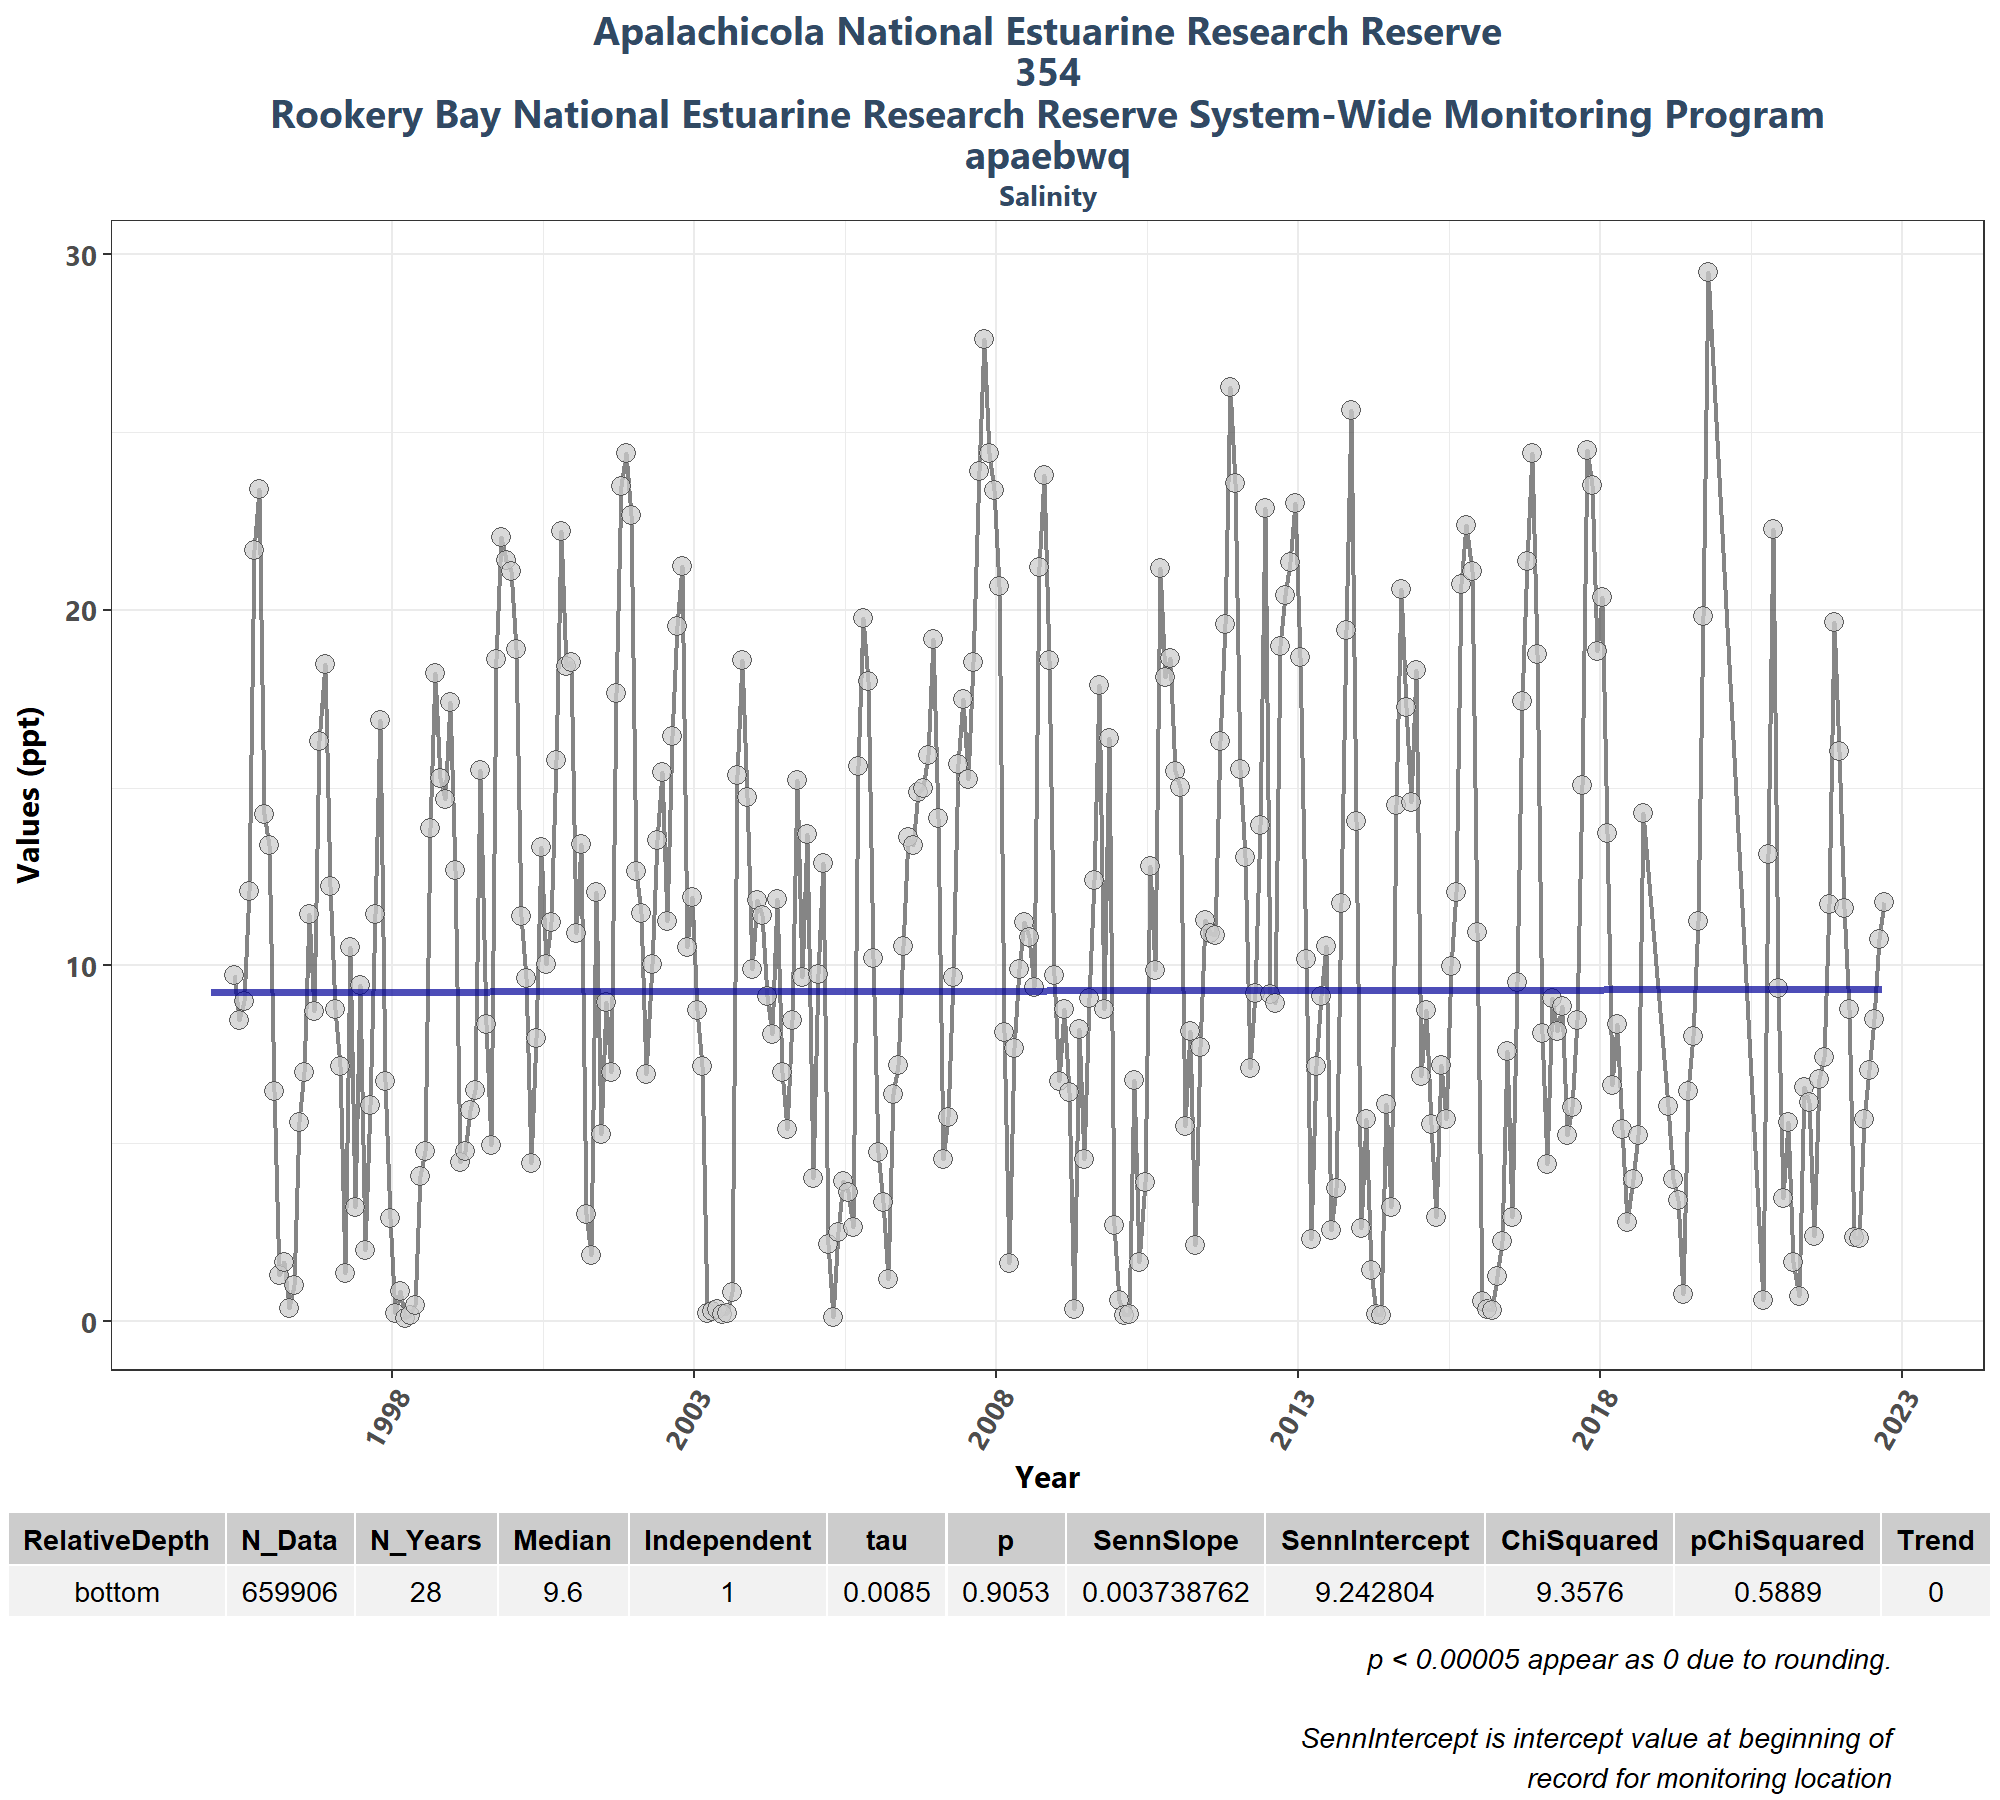 Apalachicola National Estuarine Research Reserve
354
Rookery Bay National Estuarine Research Reserve System-Wide Monitoring Program
apaebwq
Salinity
Values (ppt)
30
20
10
0
1998 2003 2008 2013 2018 2023
Year
RelativeDepth N_Data N_Years Median Independent tau p SennSlope SennIntercept ChiSquared pChiSquared Trend
bottom 659906 28 9.6 1 0.0085 0.9053 0.003738762 9.242804 9.3576 0.5889 0
p < 0.00005 appear as 0 due to rounding.
SennIntercept is intercept value at beginning of
record for monitoring location